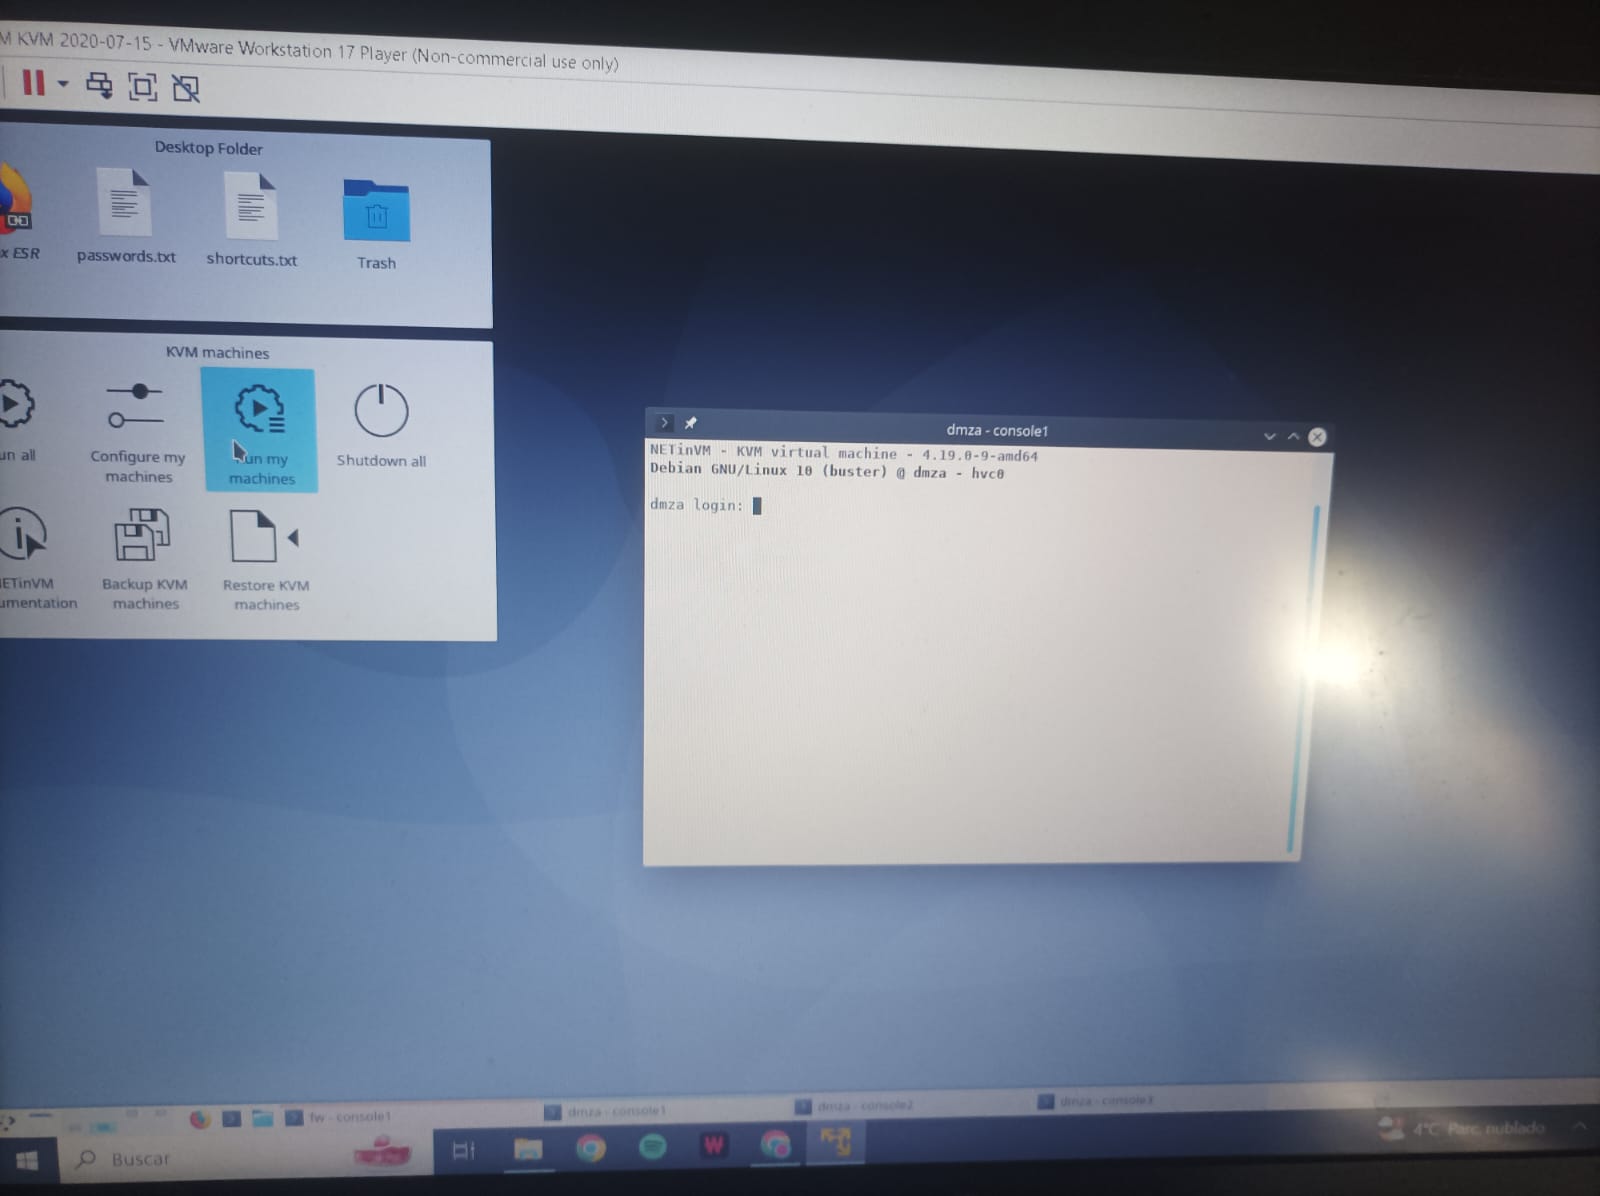 M KVM 2020-07-15 - VMware Workstation 17 Player (Non-commercial use only)
Desktop Folder
x ESR
passwords.txt
shortcuts.txt
Trash
KVM machines
un all
Configure my
machines
un my
machines
Shutdown all
ETinVM
umentation
Backup KVM
machines
Restore KVM
machines
dmza - console1
NETinVM - KVM virtual machine - 4.19.0-9-amd64
Debian GNU/Linux 10 (buster) @ dmza - hvc0
dmza login:
fw - console1
dmza - console1
dmza - console2
dmza - console3
Buscar
W
4°C Parc. nublado